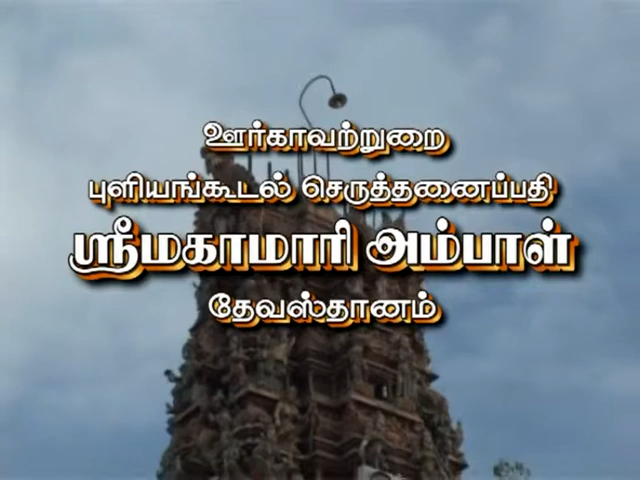 ஊர்காவற்றுறை
புளியங்கூடல் செருத்தனைப்பதி
ஸ்ரீமகாமாரி அம்பாள்
தேவஸ்தானம்